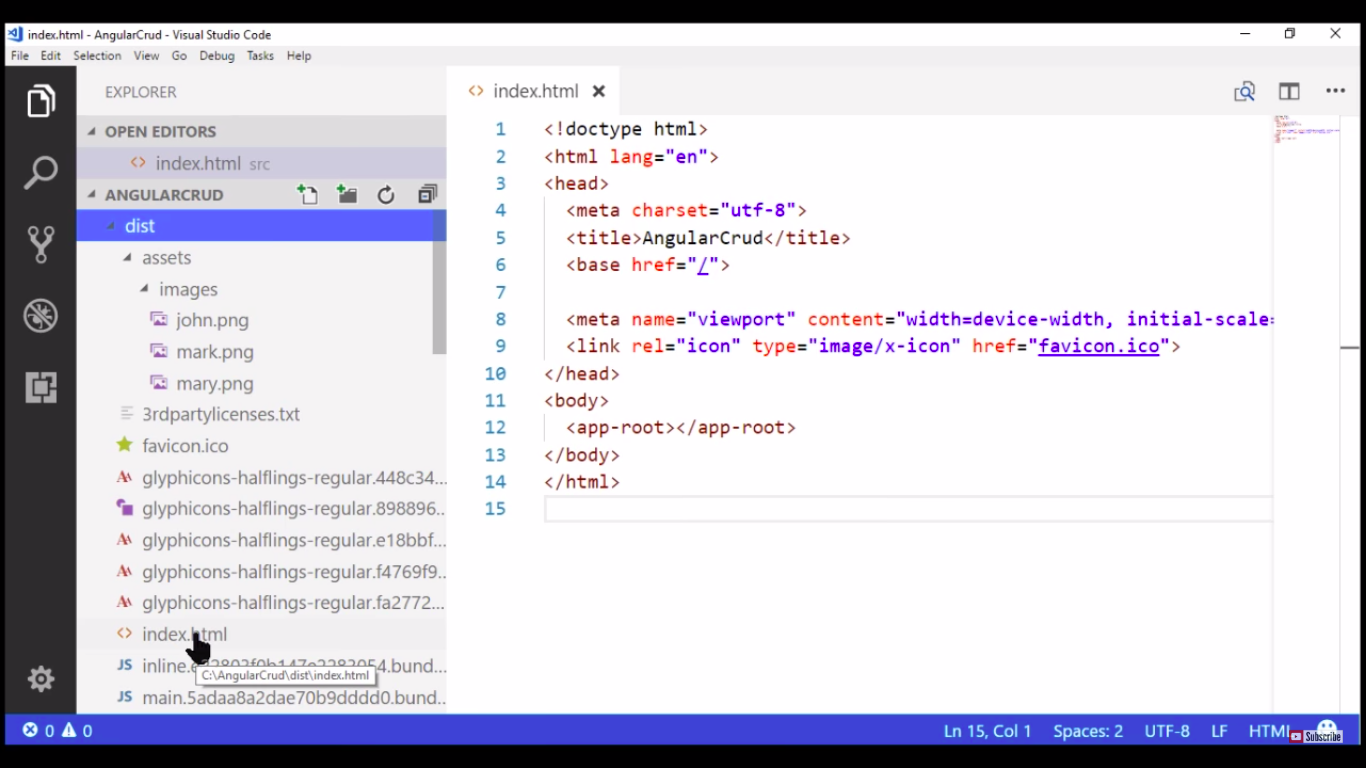 index.html - AngularCrud - Visual Studio Code
File Edit Selection View Go Debug Tasks Help
EXPLORER
OPEN EDITORS
index.html src
ANGULARCRUD
dist
assets
images
john.png
mark.png
mary.png
3rdpartylicenses.txt
favicon.ico
glyphicons-halflings-regular.448c34...
glyphicons-halflings-regular.898896...
glyphicons-halflings-regular.e18bbf...
glyphicons-halflings-regular.f4769f9...
glyphicons-halflings-regular.fa2772...
index.html
JS
C:\AngularCrud\dist\index.html
JS main.5adaa8a2dae70b9dddd0.bund...
index.html
1 <!doctype html>
2 <html lang="en">
3 <head>
4 <meta charset="utf-8">
5 <title>AngularCrud</title>
6 <base href="/">
7
8 <meta name="viewport" content="width=device-width, initial-scale=
9 <link rel="icon" type="image/x-icon" href="favicon.ico">
10 </head>
11 <body>
12 <app-root></app-root>
13 </body>
14 </html>
15
0 0
Ln 15, Col 1 Spaces: 2 UTF-8 LF HTML
Subscribe